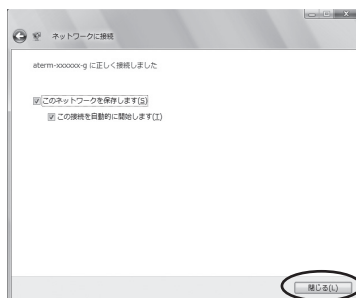 ネットワークに接続
aterm-xxxxxx-g に正しく接続しました
このネットワークを保存します(S)
この接続を自動的に開始します(T)
閉じる(L)